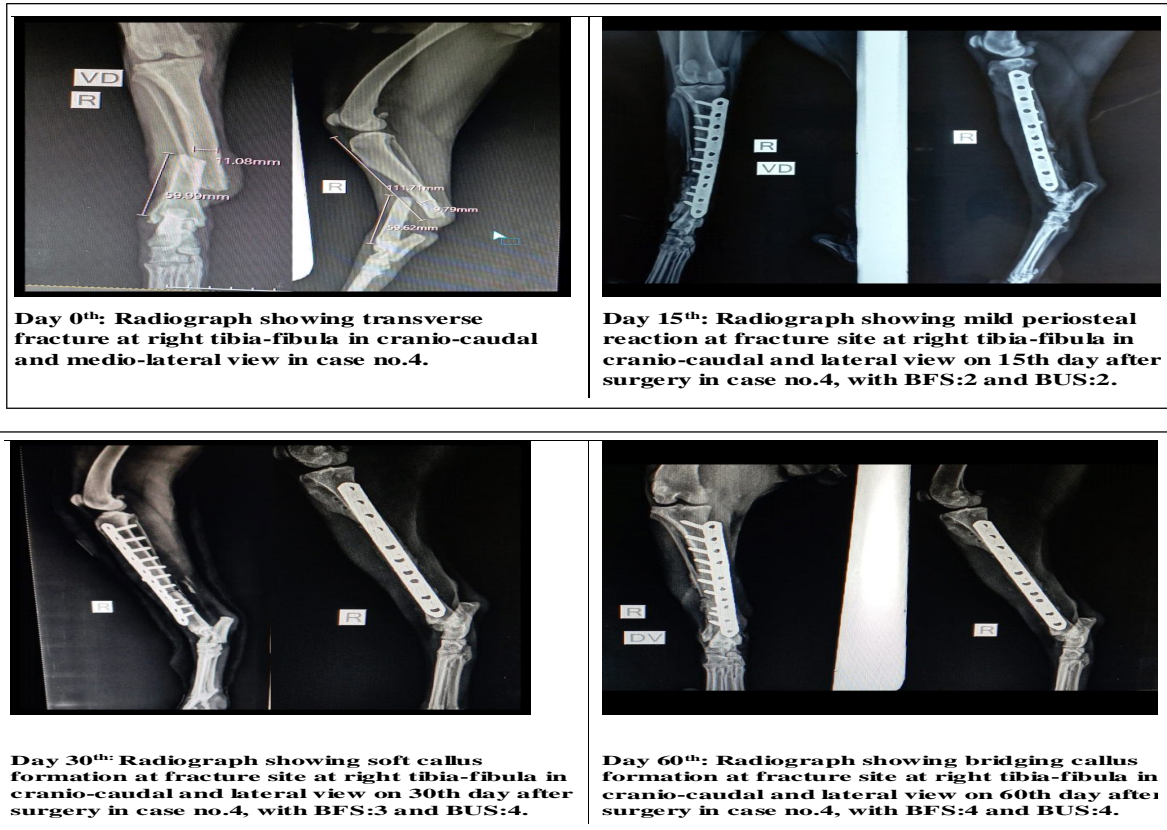 VD
R
11.08mm
59.99mm
R
111.71mm
9.79mm
59.62mm
R
VD
R
Day 0th: Radiograph showing transverse
fracture at right tibia-fibula in cranio-caudal
and medio-lateral view in case no.4.
Day 15th: Radiograph showing mild periosteal
reaction at fracture site at right tibia-fibula in
cranio-caudal and lateral view on 15th day after
surgery in case no.4, with BFS:2 and BUS:2.
R
R
R
DV
R
Day 30th: Radiograph showing soft callus
formation at fracture site at right tibia-fibula in
cranio-caudal and lateral view on 30th day after
surgery in case no.4, with BFS:3 and BUS:4.
Day 60th: Radiograph showing bridging callus
formation at fracture site at right tibia-fibula in
cranio-caudal and lateral view on 60th day after
surgery in case no.4, with BFS:4 and BUS:4.